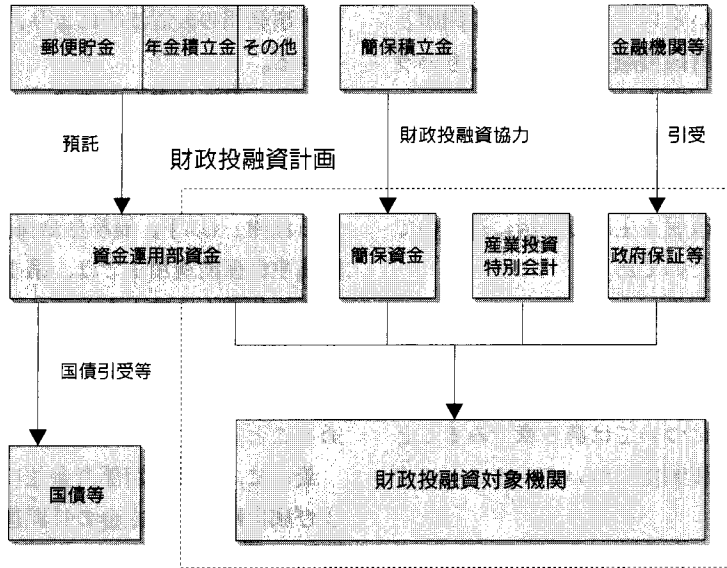 郵便貯金 年金積立金 その他
簡保積立金
金融機関等
預託
財政投融資協力
引受
財政投融資計画
資金運用部資金
簡保資金
産業投資
特別会計
政府保証等
国債引受等
国債等
財政投融資対象機関